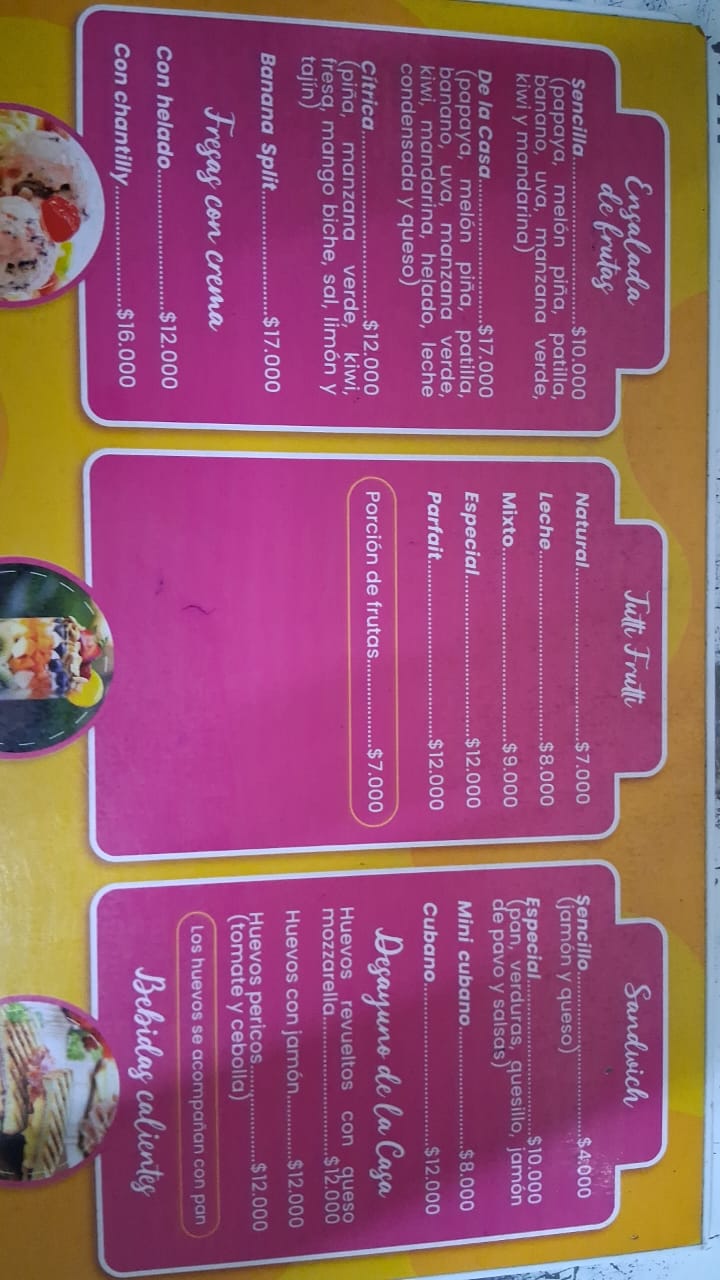 Ensalada
de frutas
Sencilla..............................$10.000
(papaya, melón piña, patilla,
banano, uva, manzana verde,
kiwi y mandarina)
De la Casa..........................$17.000
(papaya, melón piña, patilla,
banano, uva, manzana verde,
kiwi, mandarina, helado, leche
condensada y queso)
Cítrica..................................$12.000
(piña, manzana verde, kiwi,
fresa, mango biche, sal, limón y
tajín)
Banana Split.......................$17.000
Fresas con crema
Con helado..........................$12.000
Con chantilly......................$16.000
Tutti Frutti
Natural................................$7.000
Leche...................................$8.000
Mixto....................................$9.000
Especial..............................$12.000
Parfait.................................$12.000
Porción de frutas...................$7.000
Sandwich
Sencillo..............................$4.000
(jamón y queso)
Especial............................$10.000
(pan, verduras, quesillo, jamón
de pavo y salsas)
Mini cubano......................$8.000
Cubano..............................$12.000
Desayuno de la Casa
Huevos revueltos con queso
mozzarella..........................$12.000
Huevos con jamón............$12.000
Huevos pericos..................$12.000
(tomate y cebolla)
Los huevos se acompañan con pan
Bebidas calientes